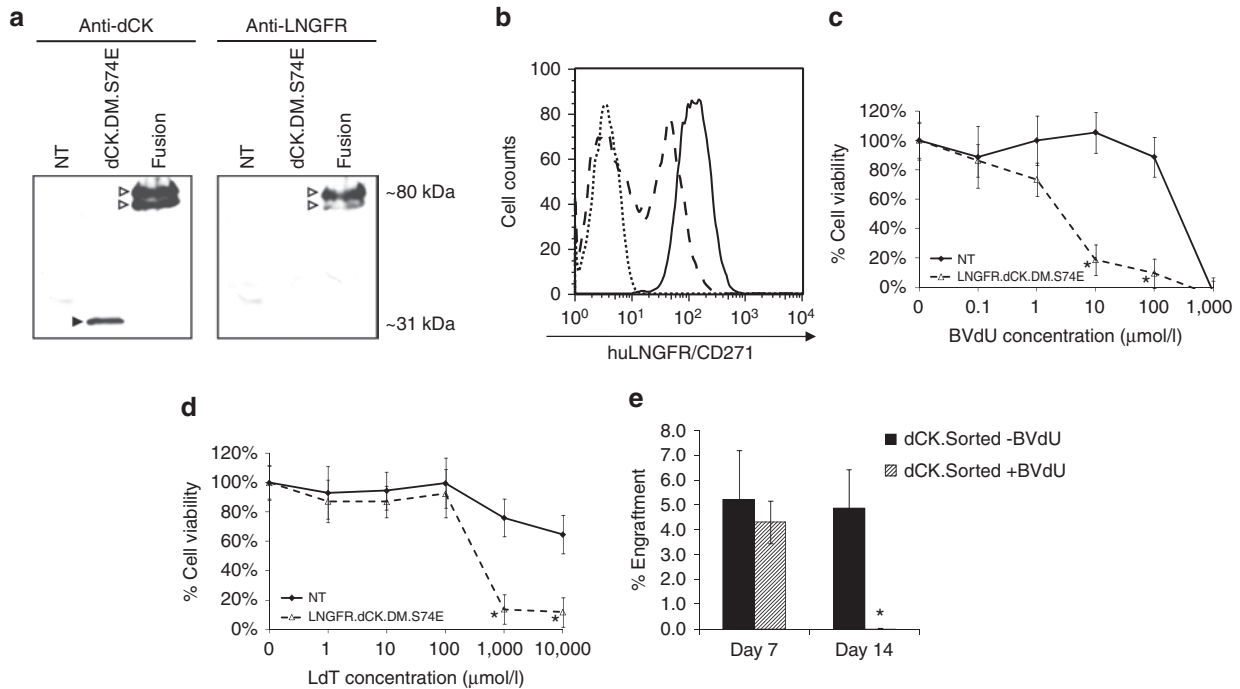 a
Anti-dCK
Anti-LNGFR
NT
dCK.DM.S74E
Fusion
NT
dCK.DM.S74E
Fusion
~80 kDa
~31 kDa
b
Cell counts
100
80
60
40
20
0
10⁰
10¹
10²
10³
10⁴
huLNGFR/CD271
c
% Cell viability
120%
100%
80%
60%
40%
20%
0%
NT
LNGFR.dCK.DM.S74E
*
*
0
0.1
1
10
100
1,000
BVdU concentration (μmol/l)
d
% Cell viability
120%
100%
80%
60%
40%
20%
0%
NT
LNGFR.dCK.DM.S74E
*
*
0
1
10
100
1,000
10,000
LdT concentration (μmol/l)
e
% Engraftment
8.0
7.0
6.0
5.0
4.0
3.0
2.0
1.0
0.0
dCK.Sorted -BVdU
dCK.Sorted +BVdU
*
Day 7
Day 14